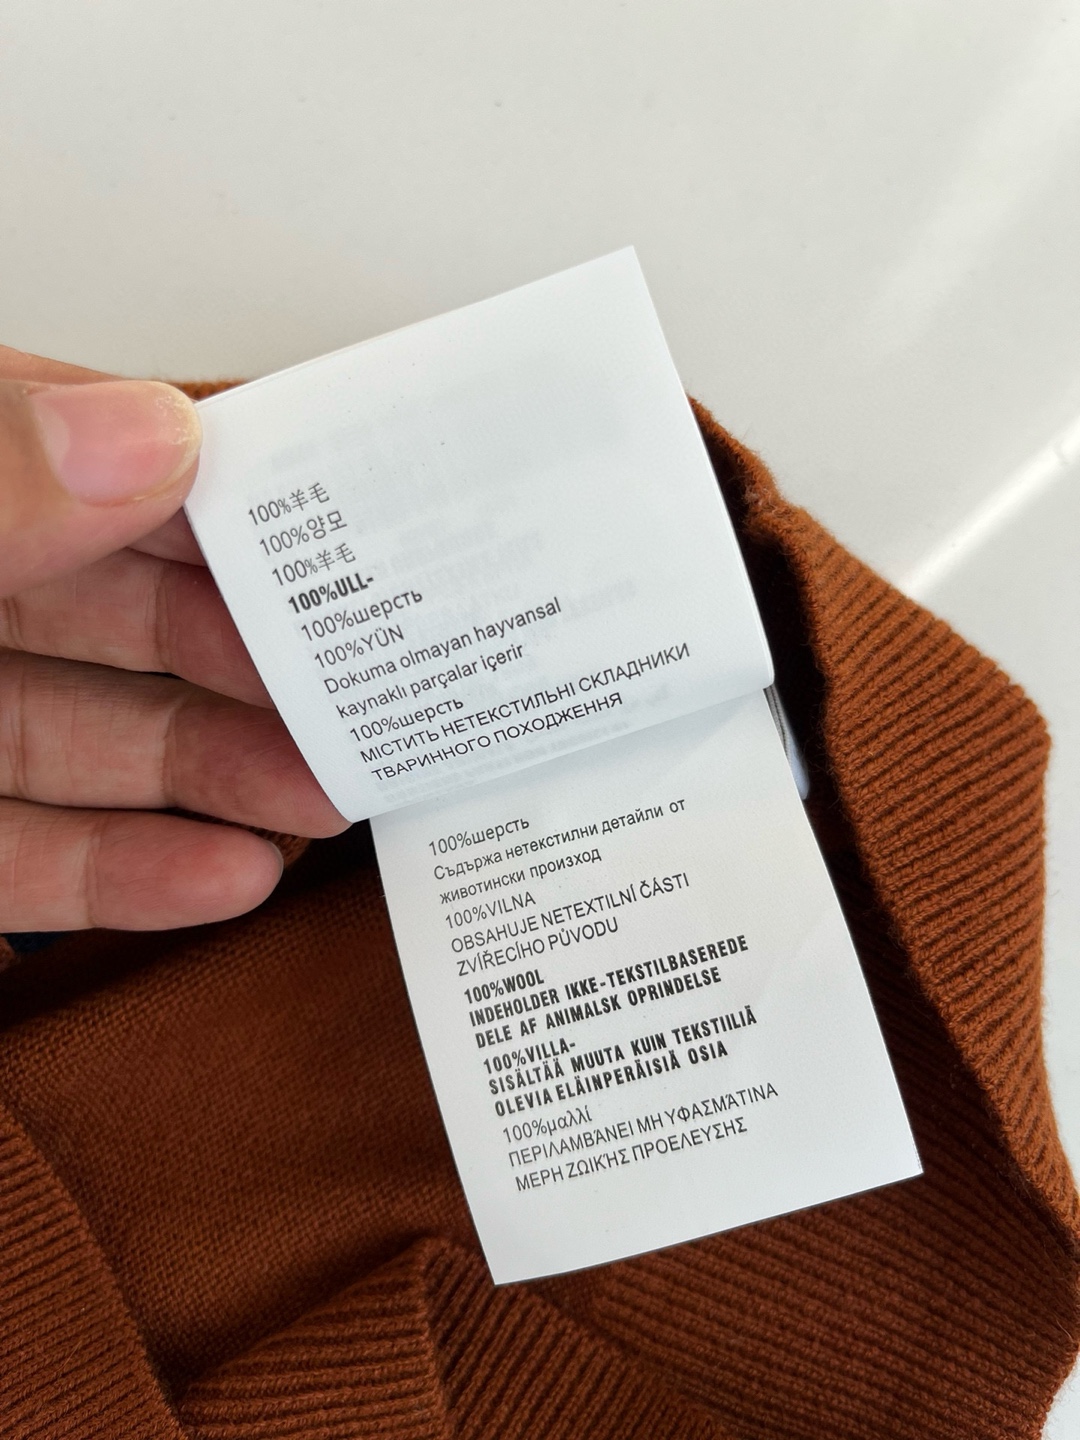 100%羊毛
100%양모
100%羊毛
100%ULL-
100%шерсть
100%YÜN
Dokuma olmayan hayvansal
kaynaklı parçalar içerir
100%шерсть
МІСТИТЬ НЕТЕКСТИЛЬНІ СКЛАДНИКИ
ТВАРИННОГО ПОХОДЖЕННЯ
100%шерсть
Съдържа нетекстилни детайли от
животински произход
100%VILNA
OBSAHUJE NETEXTILNÍ ČÁSTI
ZVÍŘECÍHO PŮVODU
100%WOOL
INDEHOLDER IKKE-TEKSTILBASEREDE
DELE AF ANIMALSK OPRINDELSE
100%VILLA-
SISÄLTÄÄ MUUTA KUIN TEKSTIILIÄ
OLEVIA ELÄINPERÄISIÄ OSIA
100%μαλλί
ΠΕΡΙΛΑΜΒΆΝΕΙ ΜΗ ΥΦΑΣΜΆΤΙΝΑ
ΜΕΡΗ ΖΩΙΚΉΣ ΠΡΟΕΛΕΥΣΗΣ